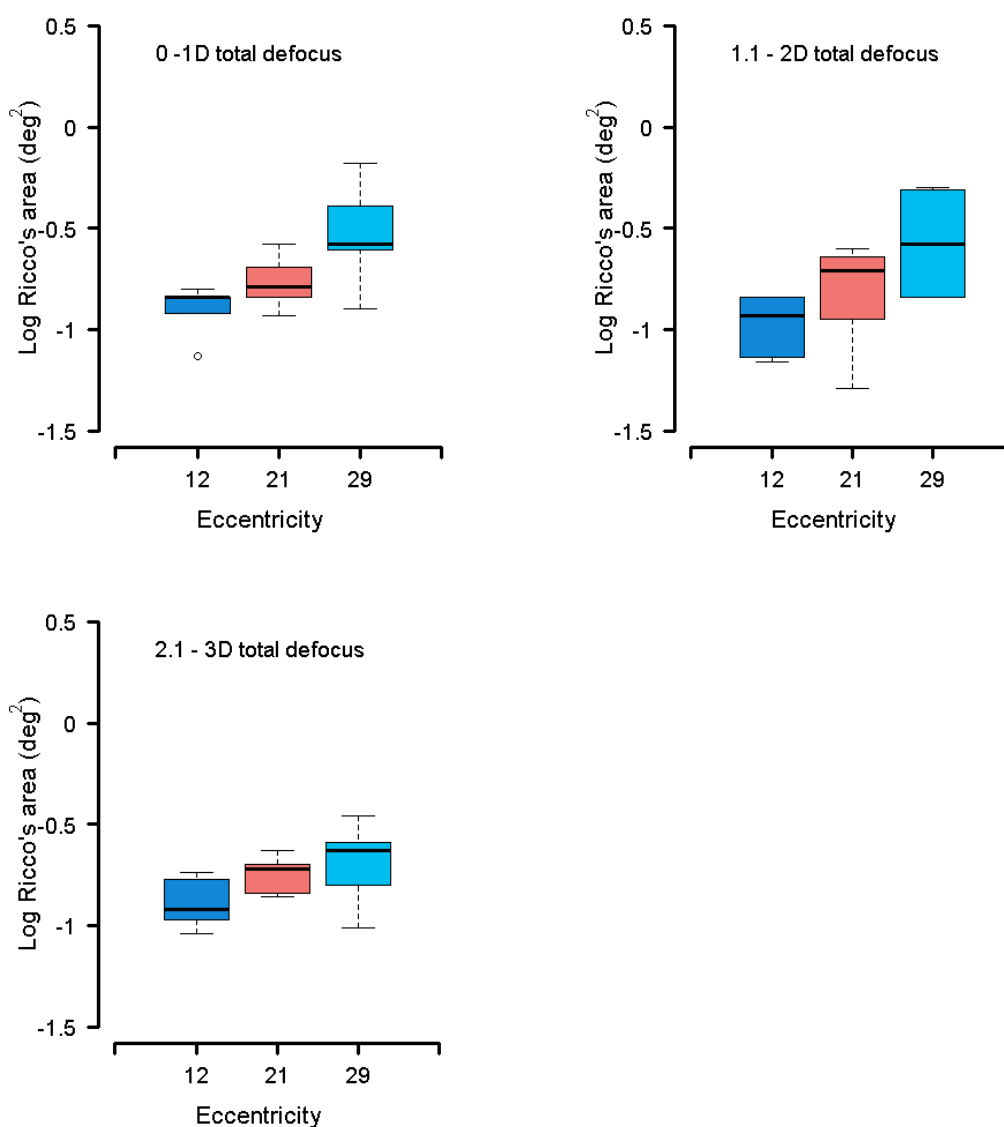 0 -1D total defocus
Log Ricco's area (deg²)
0.5
0
-0.5
-1
-1.5
12 21 29
Eccentricity
1.1 - 2D total defocus
Log Ricco's area (deg²)
0.5
0
-0.5
-1
-1.5
12 21 29
Eccentricity
2.1 - 3D total defocus
Log Ricco's area (deg²)
0.5
0
-0.5
-1
-1.5
12 21 29
Eccentricity